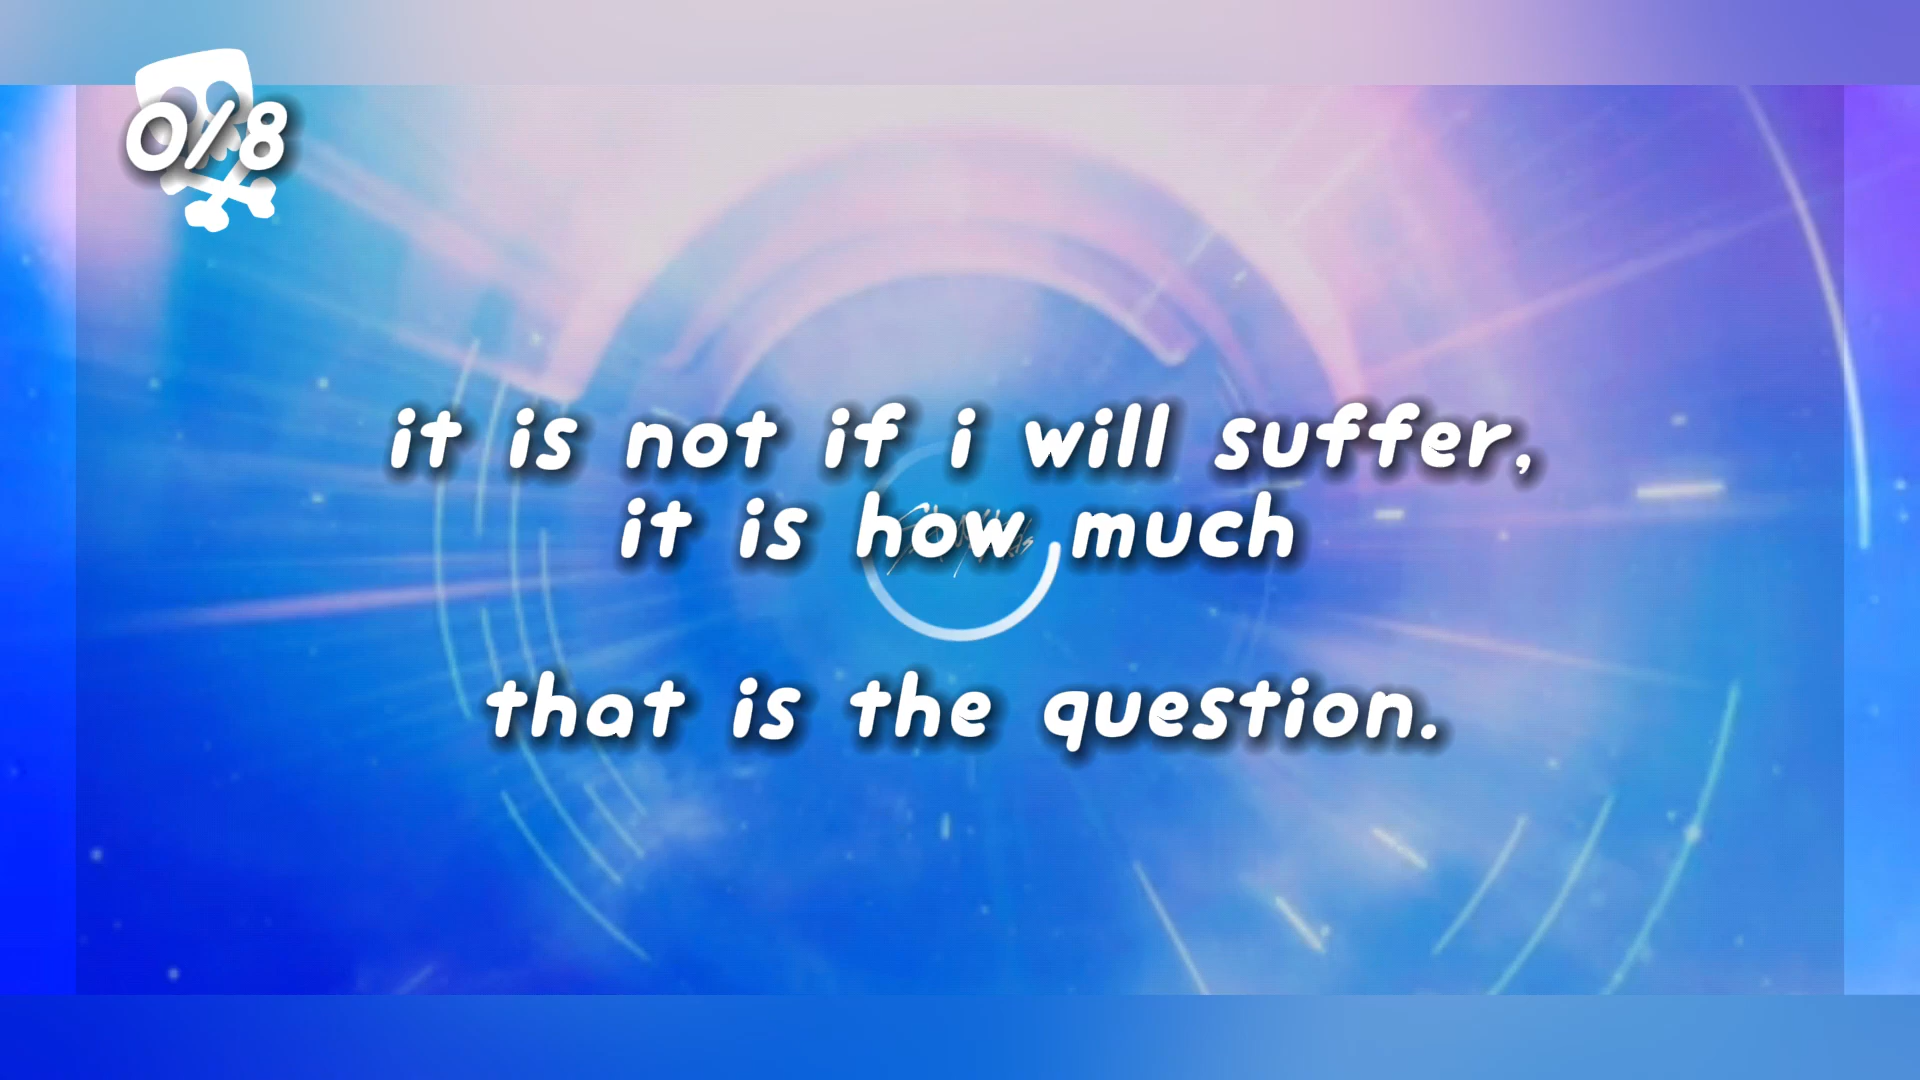 0/8
it is not if i will suffer,
it is how much
that is the question.